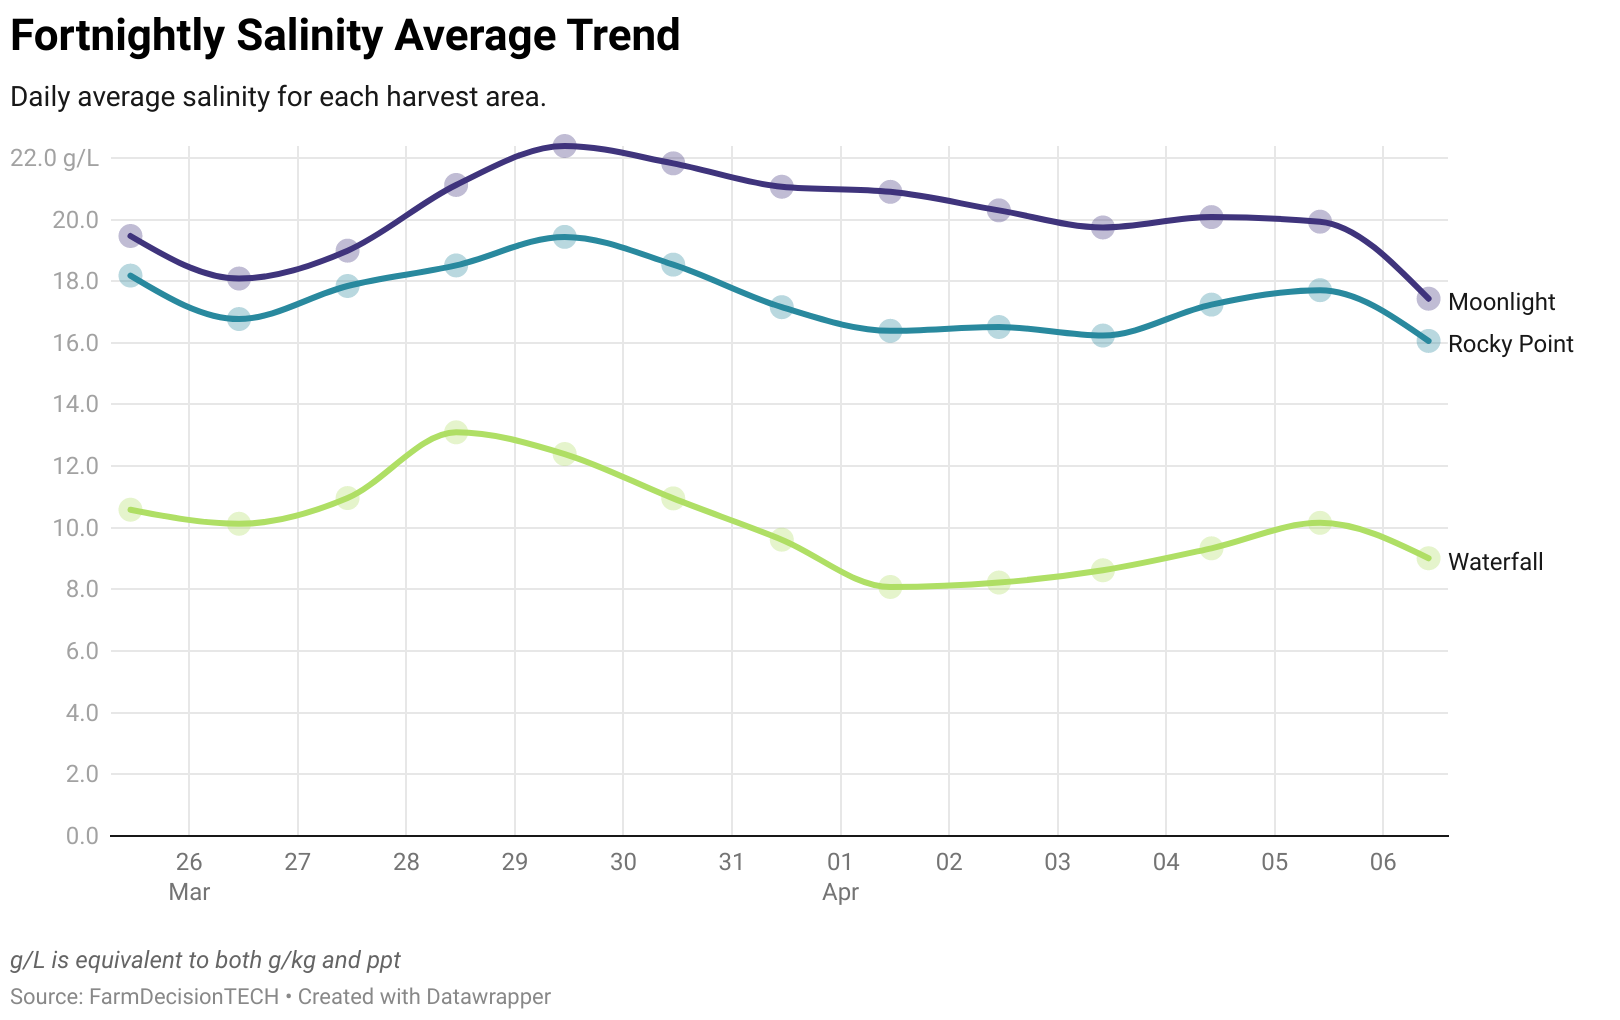 Fortnightly Salinity Average Trend
Daily average salinity for each harvest area.
22.0 g/L
20.0
18.0
16.0
14.0
12.0
10.0
8.0
6.0
4.0
2.0
0.0
Moonlight
Rocky Point
Waterfall
26 27 28 29 30 31 01 02 03 04 05 06
Mar Apr
g/L is equivalent to both g/kg and ppt
Source: FarmDecisionTECH • Created with Datawrapper